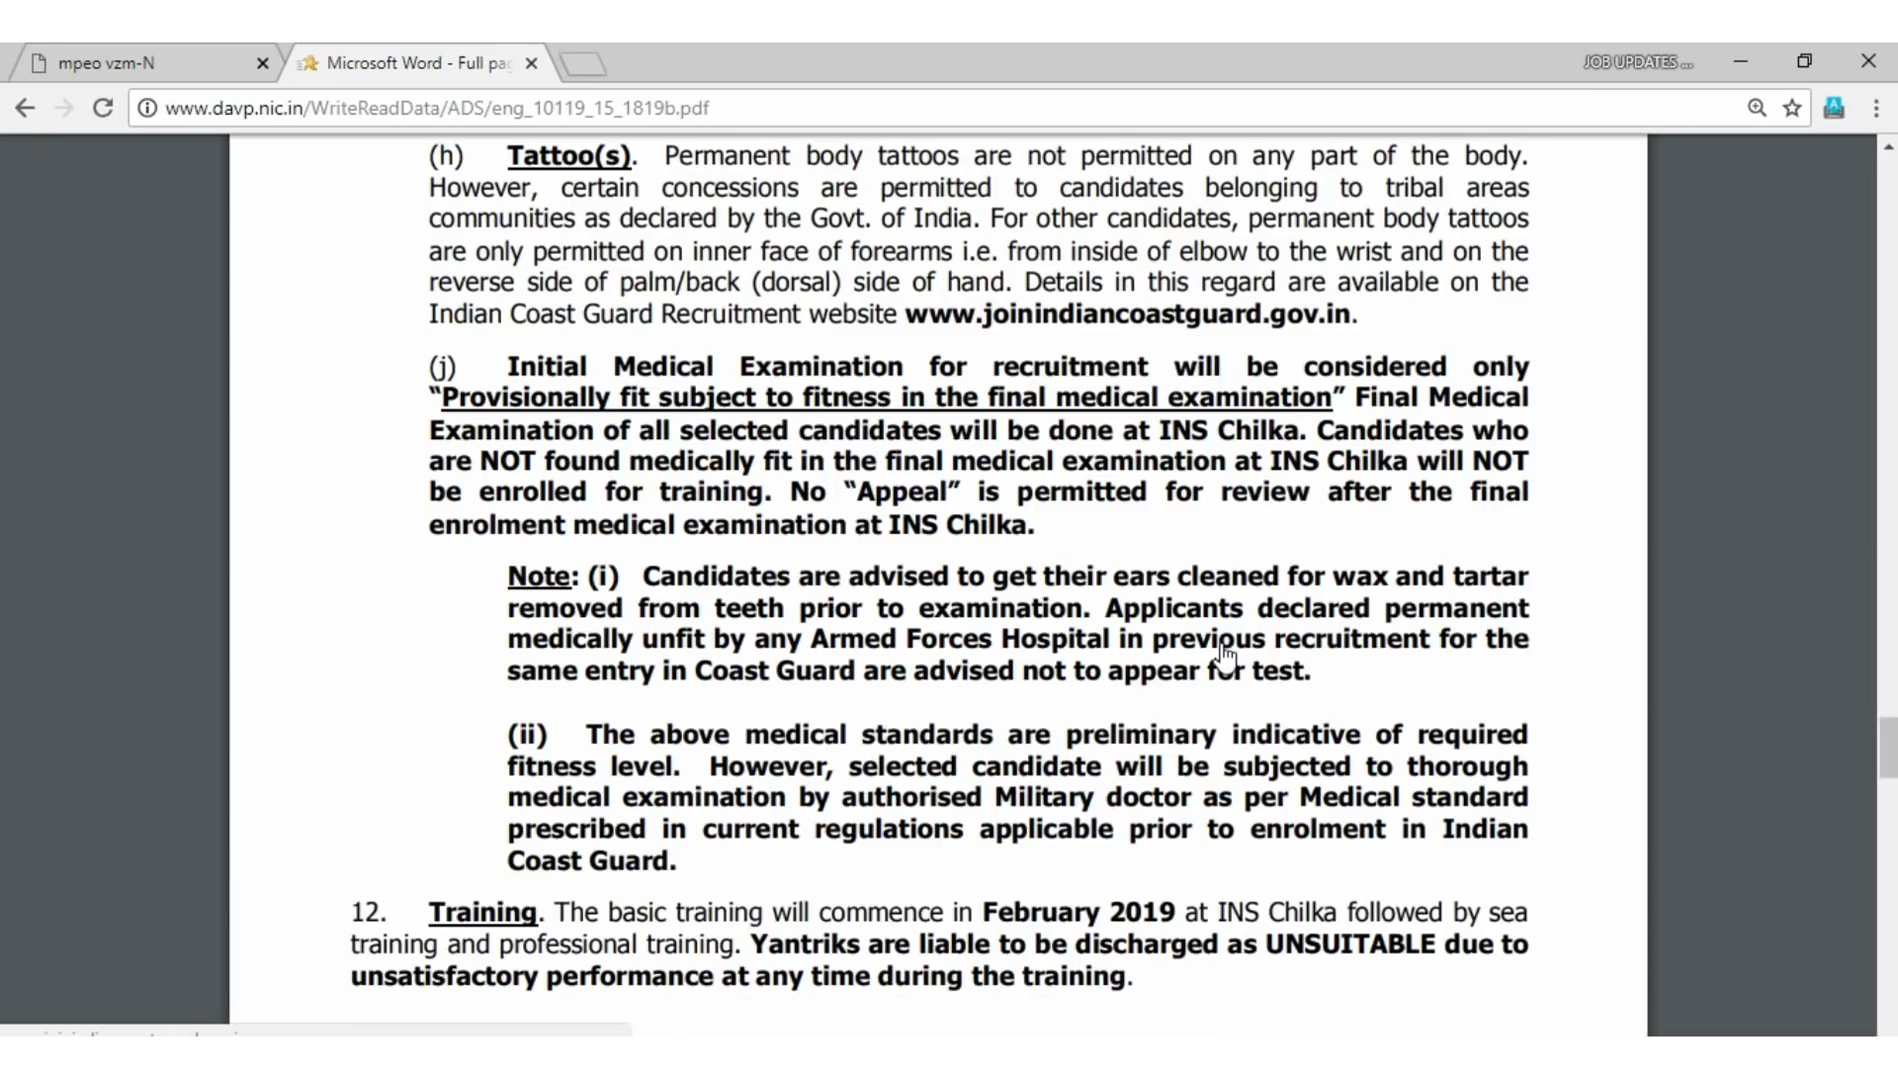 mpeo vzm-N
Microsoft Word - Full pag
JOB UPDATES ...
www.davp.nic.in/WriteReadData/ADS/eng_10119_15_1819b.pdf
(h) Tattoo(s). Permanent body tattoos are not permitted on any part of the body.
However, certain concessions are permitted to candidates belonging to tribal areas
communities as declared by the Govt. of India. For other candidates, permanent body tattoos
are only permitted on inner face of forearms i.e. from inside of elbow to the wrist and on the
reverse side of palm/back (dorsal) side of hand. Details in this regard are available on the
Indian Coast Guard Recruitment website www.joinindiancoastguard.gov.in.
(j) Initial Medical Examination for recruitment will be considered only
“Provisionally fit subject to fitness in the final medical examination” Final Medical
Examination of all selected candidates will be done at INS Chilka. Candidates who
are NOT found medically fit in the final medical examination at INS Chilka will NOT
be enrolled for training. No “Appeal” is permitted for review after the final
enrolment medical examination at INS Chilka.
Note: (i) Candidates are advised to get their ears cleaned for wax and tartar
removed from teeth prior to examination. Applicants declared permanent
medically unfit by any Armed Forces Hospital in previous recruitment for the
same entry in Coast Guard are advised not to appear for test.
(ii) The above medical standards are preliminary indicative of required
fitness level. However, selected candidate will be subjected to thorough
medical examination by authorised Military doctor as per Medical standard
prescribed in current regulations applicable prior to enrolment in Indian
Coast Guard.
12. Training. The basic training will commence in February 2019 at INS Chilka followed by sea
training and professional training. Yantriks are liable to be discharged as UNSUITABLE due to
unsatisfactory performance at any time during the training.